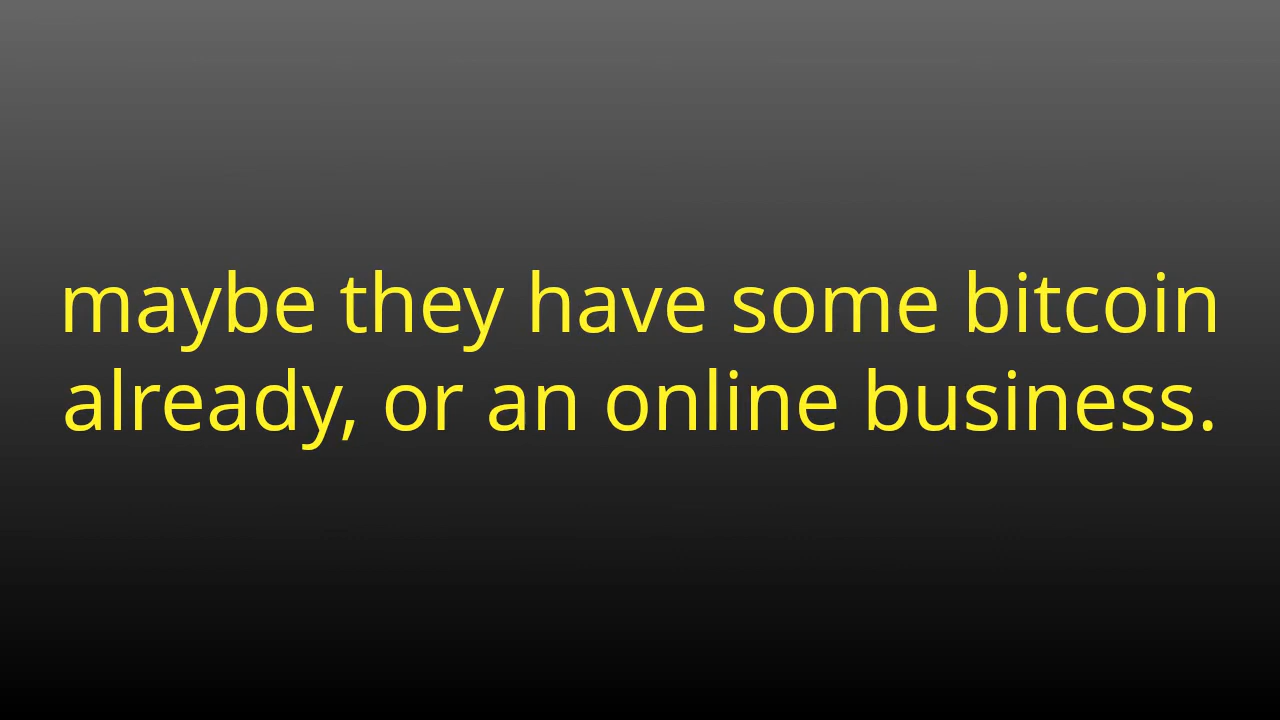 maybe they have some bitcoin
already, or an online business.